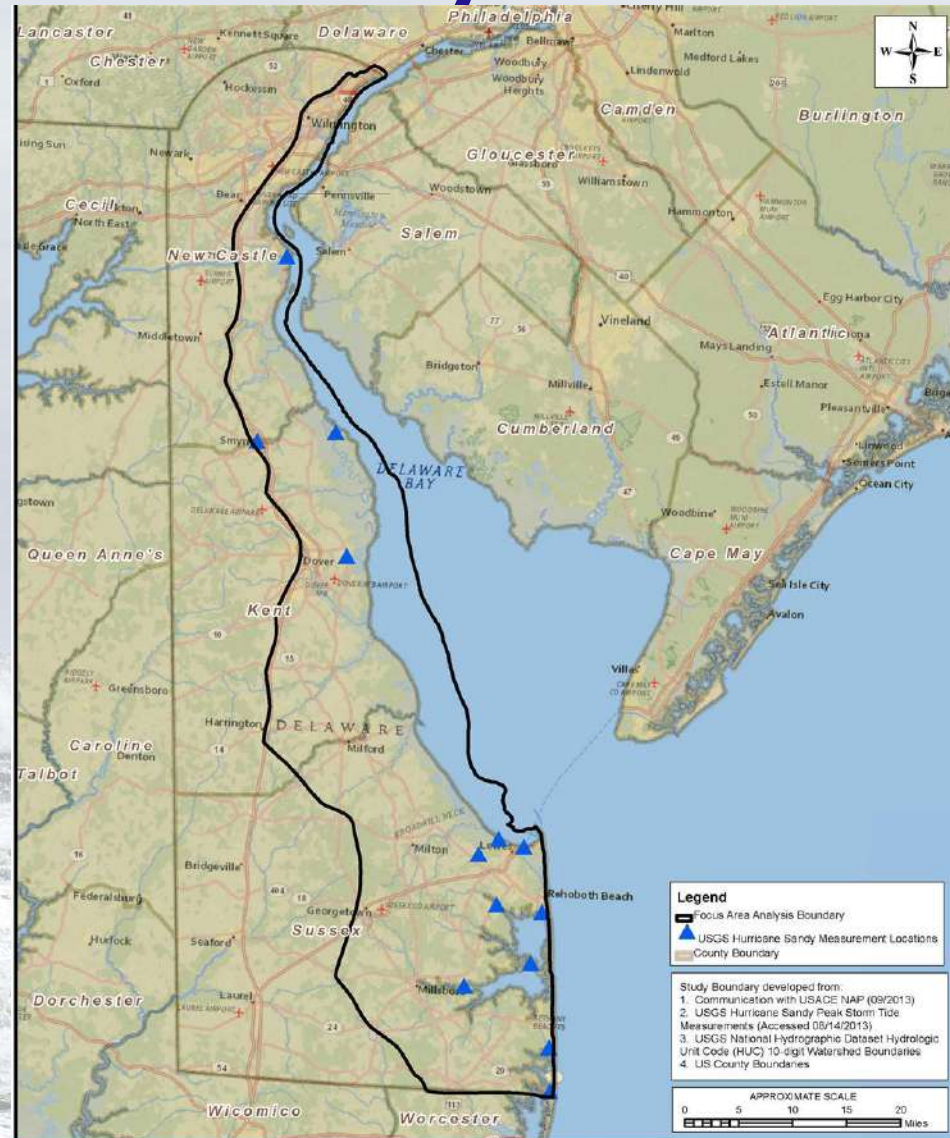 Lancaster
Chester
Kennett Square
Delaware
Philadelphia
Chester
Bellmawr
Cherry Hill
Marlton
Medford Lakes
Lindenwold
Woodbury
Woodbury
Heights
Oxford
Hockessin
Camden
Burlington
N
W E
S
Wilmington
Newark
Gloucester
Glassboro
Williamstown
Woodstown
Hammonton
Pennsville
Bear
Cecil
North East
Salem
Salem
New Castle
Egg Harbor City
Vineland
Atlantic
Mays Landing
Middletown
Bridgeton
Millville
Estell Manor
Pleasantville
Cumberland
Linwood
Somers Point
Ocean City
Smyrna
DELAWARE
BAY
Woodbine
Queen Anne's
Dover
Cape May
Kent
Sea Isle City
Avalon
Villas
Greensboro
Harrington
DELAWARE
Milford
Caroline
Denton
Talbot
BROADKILL NECK
Milton
Lewes
Bridgeville
Federalsburg
Rehoboth Beach
Georgetown
Sussex
Hurlock
Seaford
Dorchester
Laurel
Millsboro
Wicomico
Worcester
Legend
Focus Area Analysis Boundary
USGS Hurricane Sandy Measurement Locations
County Boundary
Study Boundary developed from:
1. Communication with USACE NAP (09/2013)
2. USGS Hurricane Sandy Peak Storm Tide
Measurements (Accessed 08/14/2013)
3. USGS National Hydrographic Dataset Hydrologic
Unit Code (HUC) 10-digit Watershed Boundaries
4. US County Boundaries
APPROXIMATE SCALE
0 5 10 15 20
Miles